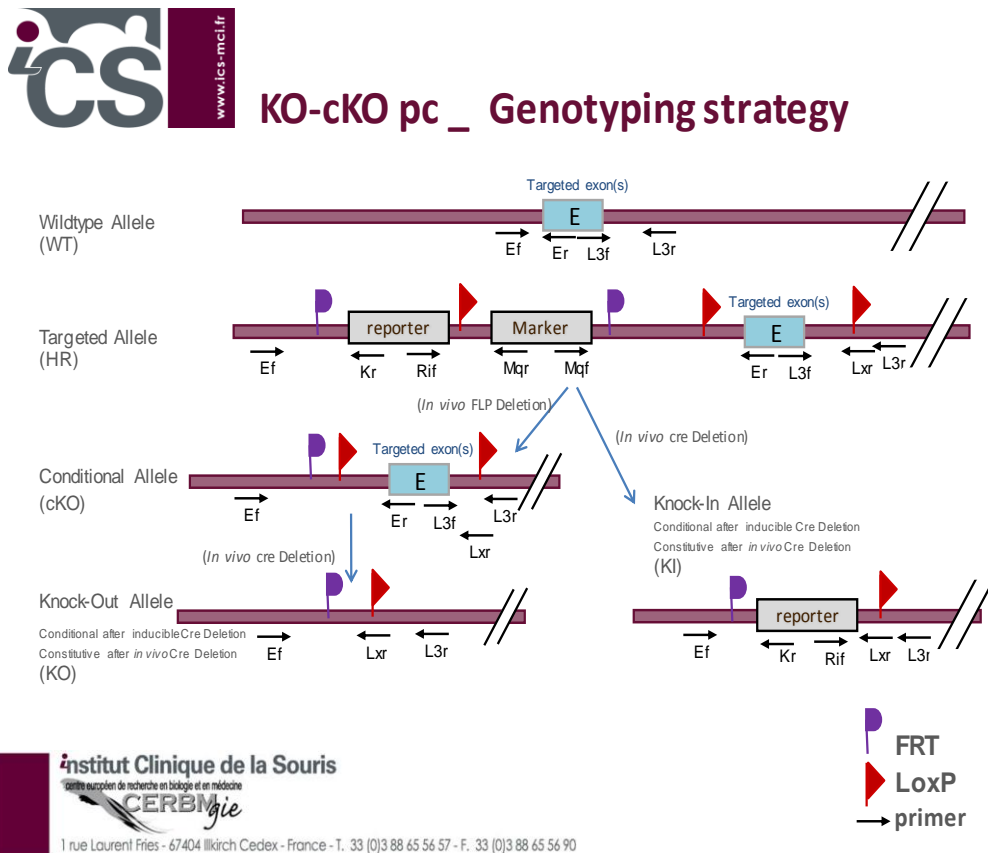 iCS
www.ics-mci.fr
KO-cKO pc _ Genotyping strategy
Targeted exon(s)
Wildtype Allele
(WT)
E
Ef Er L3f L3r
Targeted exon(s)
Targeted Allele
(HR)
reporter Marker E
Ef Kr Rif Mqr Mqf Er L3f Lxr L3r
(In vivo FLP Deletion)
(In vivo cre Deletion)
Conditional Allele
(cKO)
Targeted exon(s)
E
Ef Er L3f L3r
Lxr
(In vivo cre Deletion)
Knock-In Allele
Conditional after inducible Cre Deletion
Constitutive after in vivo Cre Deletion
(KI)
Knock-Out Allele
Conditional after inducible Cre Deletion
Constitutive after in vivo Cre Deletion
(KO)
Ef Lxr L3r
reporter
Ef Kr Rif Lxr L3r
FRT
LoxP
primer
institut Clinique de la Souris
centre européen de recherche en biologie et en médecine
CERBM gie
1 rue Laurent Fries - 67404 Illkirch Cedex - France - T. 33 (0)3 88 65 56 57 - F. 33 (0)3 88 65 56 90